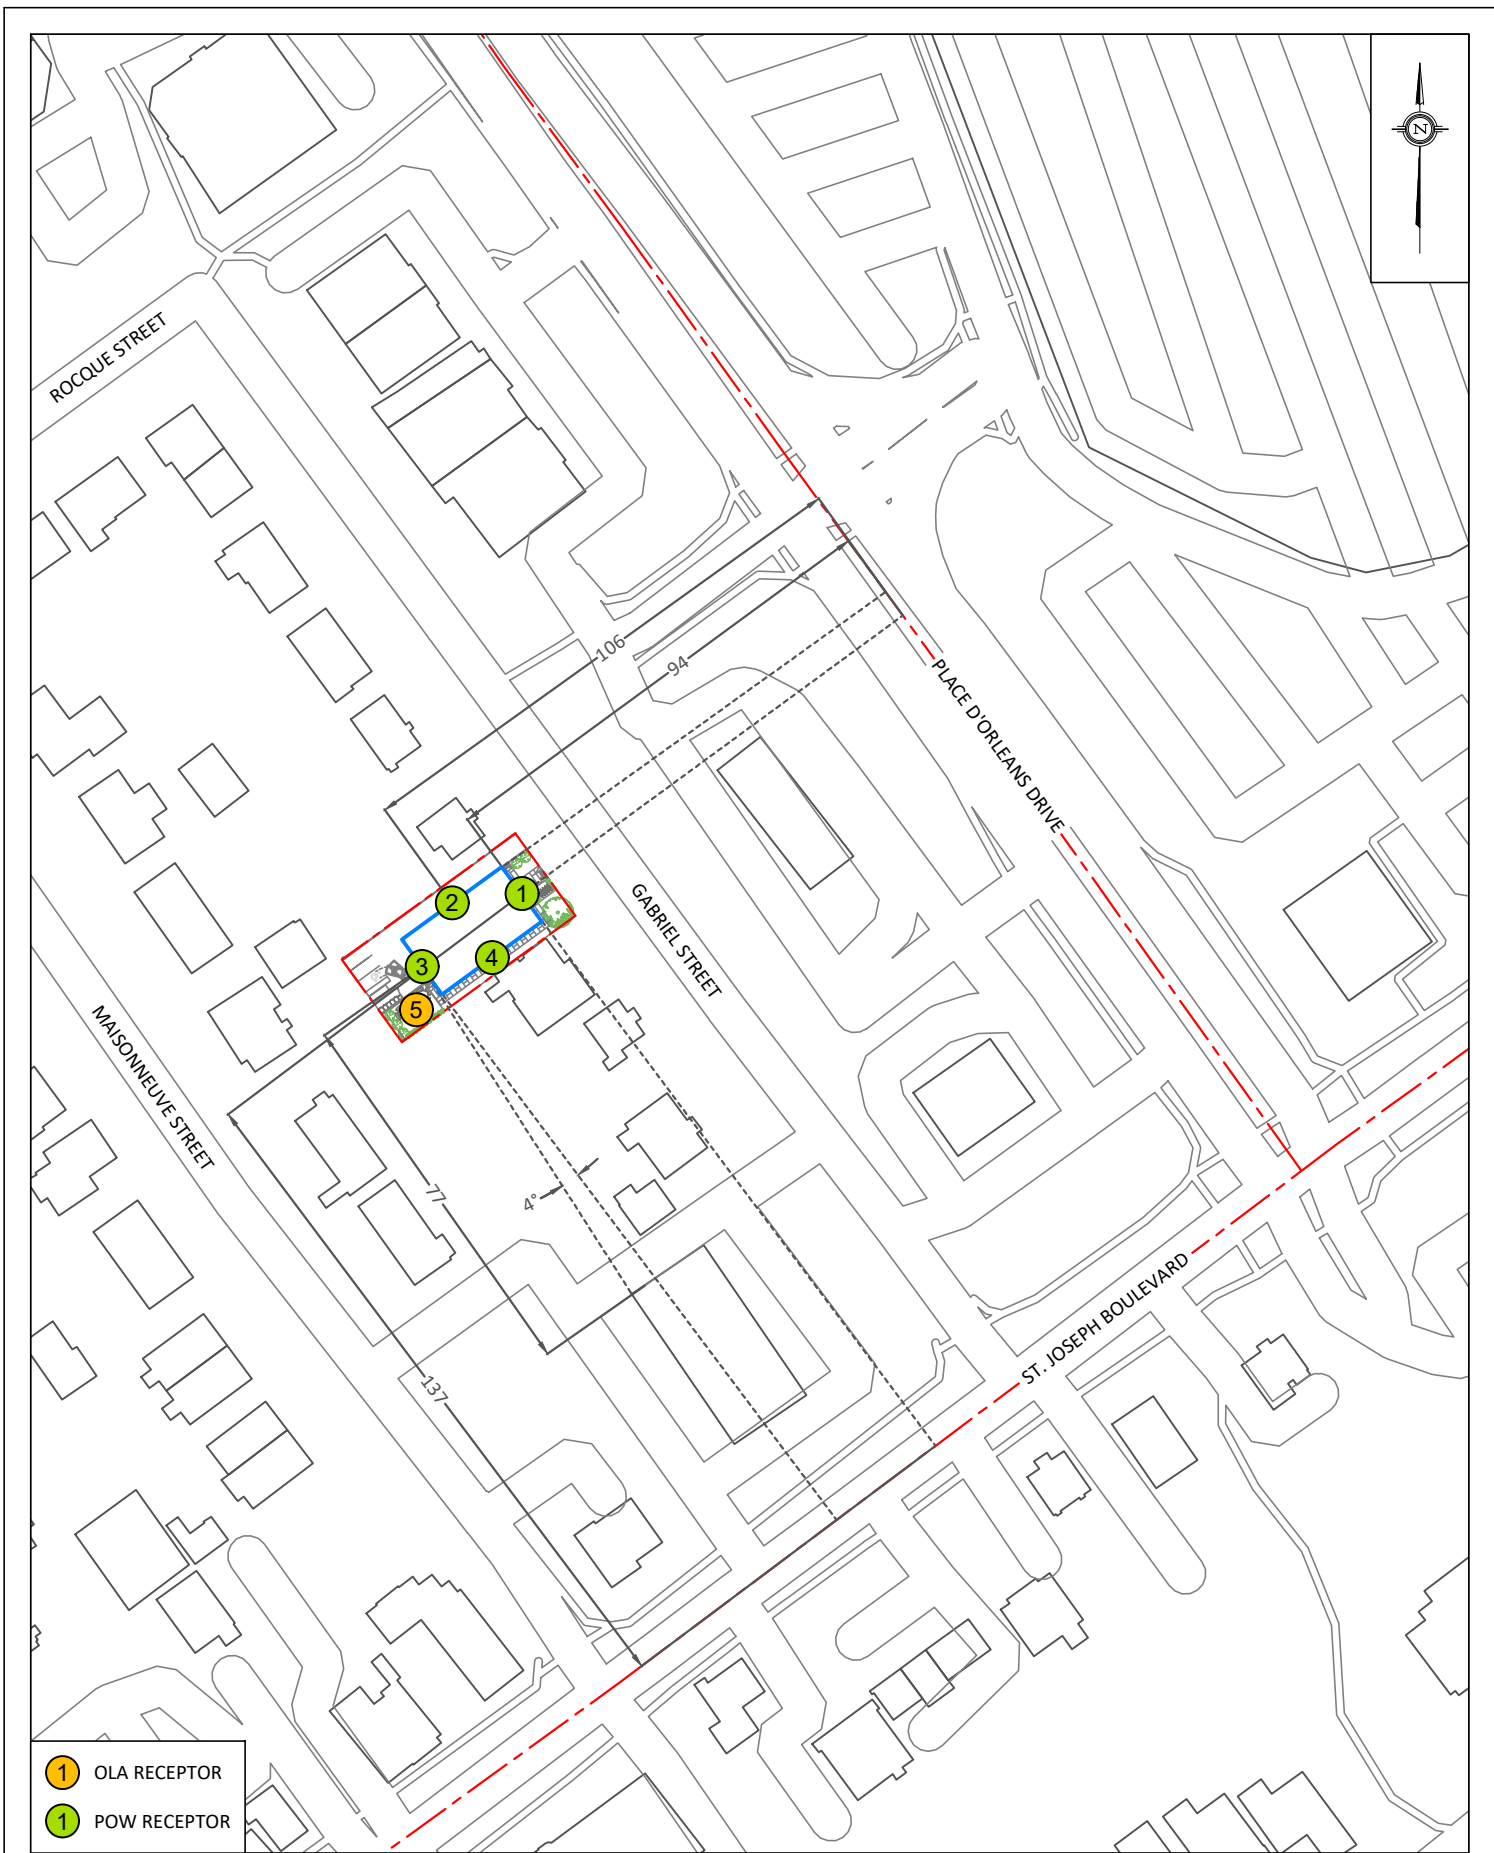 N
ROCQUE STREET
106
94
PLACE D'ORLEANS DRIVE
1
2
GABRIEL STREET
3
4
5
MAISONNEUVE STREET
77
4°
ST. JOSEPH BOULEVARD
137
1 OLA RECEPTOR
1 POW RECEPTOR